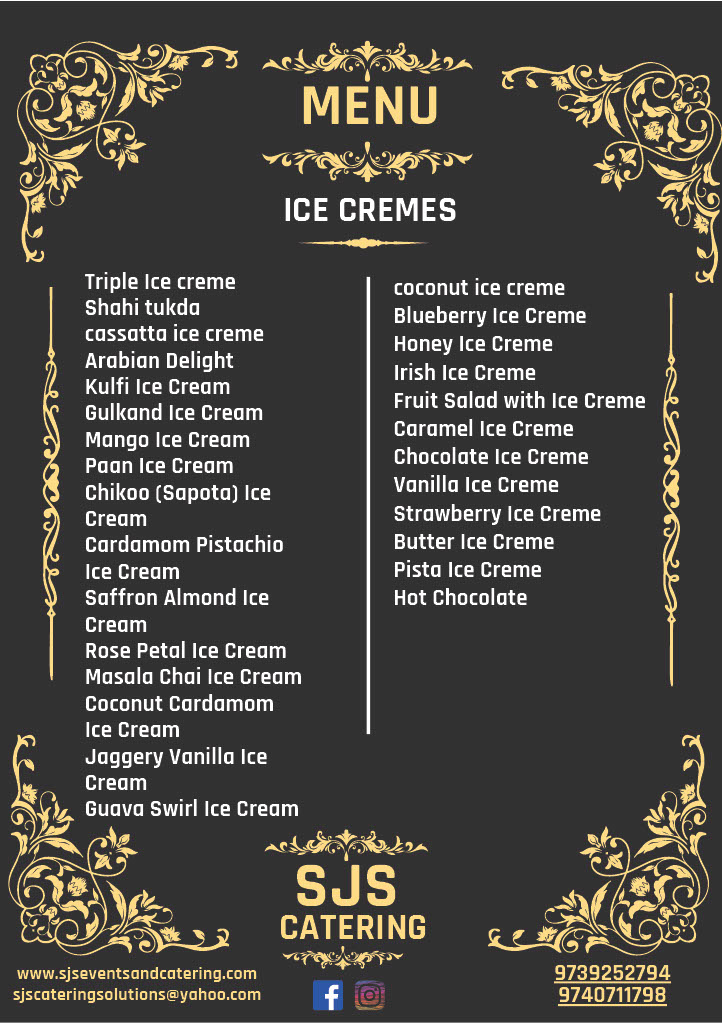 MENU
ICE CREMES
Triple Ice creme
Shahi tukda
cassatta ice creme
Arabian Delight
Kulfi Ice Cream
Gulkand Ice Cream
Mango Ice Cream
Paan Ice Cream
Chikoo (Sapota) Ice
Cream
Cardamom Pistachio
Ice Cream
Saffron Almond Ice
Cream
Rose Petal Ice Cream
Masala Chai Ice Cream
Coconut Cardamom
Ice Cream
Jaggery Vanilla Ice
Cream
Guava Swirl Ice Cream
coconut ice creme
Blueberry Ice Creme
Honey Ice Creme
Irish Ice Creme
Fruit Salad with Ice Creme
Caramel Ice Creme
Chocolate Ice Creme
Vanilla Ice Creme
Strawberry Ice Creme
Butter Ice Creme
Pista Ice Creme
Hot Chocolate
SJS
CATERING
www.sjseventsandcatering.com
sjscateringsolutions@yahoo.com
9739252794
9740711798